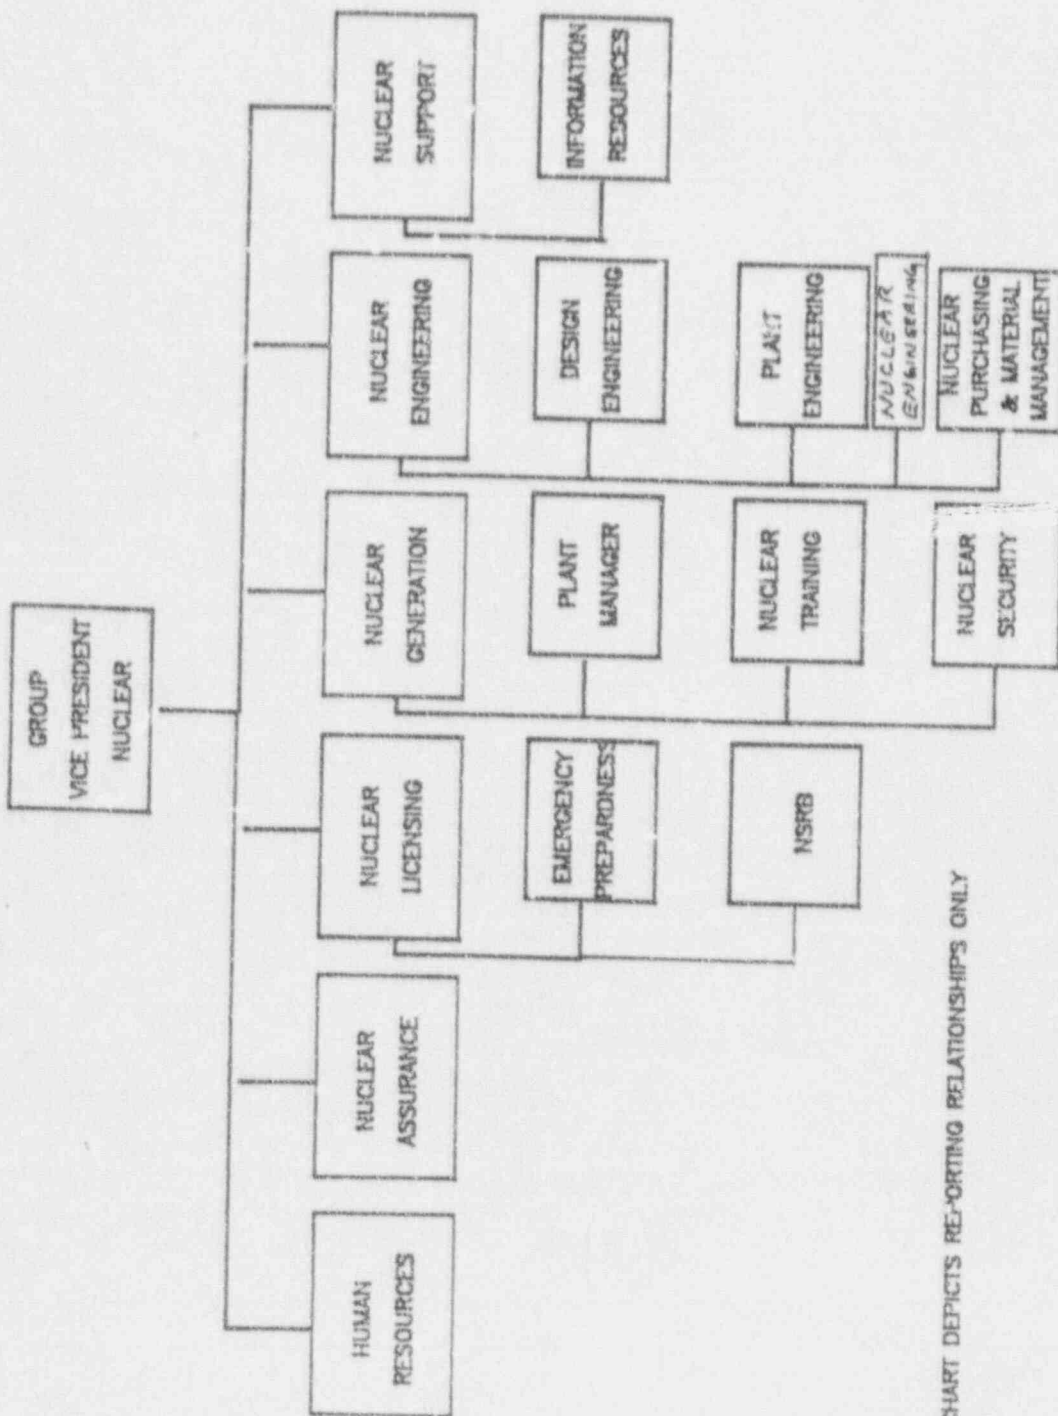 GROUP
VICE PRESIDENT
NUCLEAR
HUMAN
RESOURCES
NUCLEAR
ASSURANCE
NUCLEAR
LICENSING
NUCLEAR
GENERATION
NUCLEAR
ENGINEERING
NUCLEAR
SUPPORT
EMERGENCY
PREPARDNESS
PLANT
MANAGER
DESIGN
ENGINEERING
INFORMATION
RESOURCES
NSRB
NUCLEAR
TRAINING
PLANT
ENGINEERING
NUCLEAR
ENGINEERING
NUCLEAR
SECURITY
NUCLEAR
PURCHASING
& MATERIAL
MANAGEMENT
CHART DEPICTS REPORTING RELATIONSHIPS ONLY